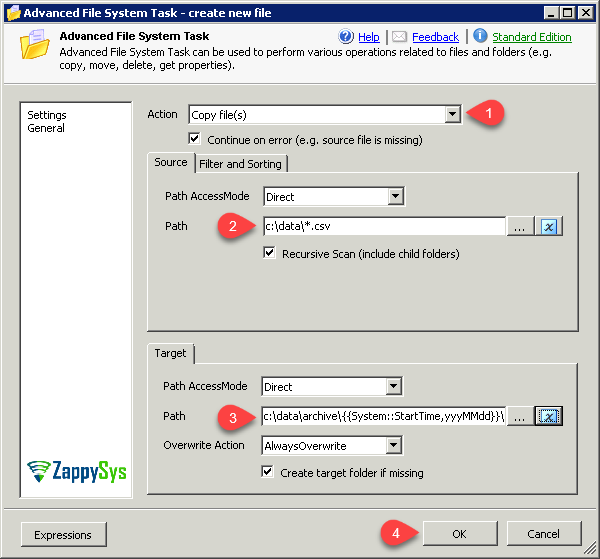 Advanced File System Task - create new file
Advanced File System Task
Help
Feedback
Standard Edition
Advanced File System Task can be used to perform various operations related to files and folders (e.g.
copy, move, delete, get properties).
Settings
General
Action
Copy file(s)
1
Continue on error (e.g. source file is missing)
Source
Filter and Sorting
Path AccessMode
Direct
2
Path
c:\data\*.csv
...
x
Recursive Scan (include child folders)
Target
Path AccessMode
Direct
3
Path
c:\data\archive\{{System::StartTime,yyyMMdd}}\
...
x
Overwrite Action
AlwaysOverwrite
Create target folder if missing
ZappySys
Expressions
4
OK
Cancel